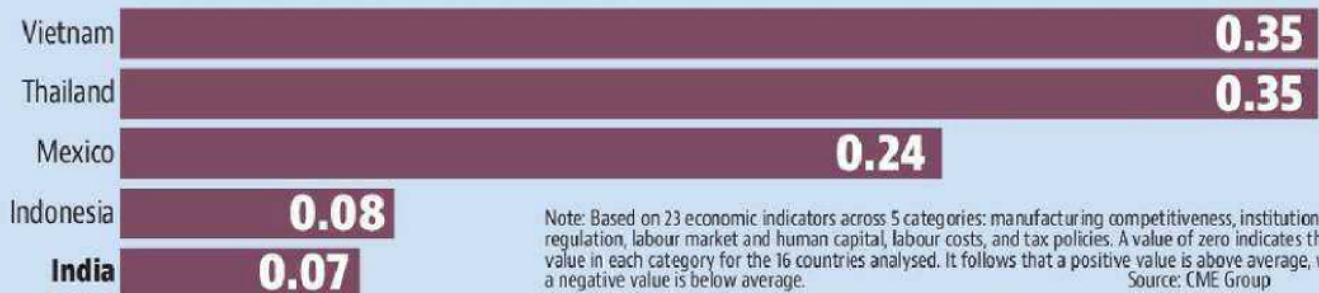 Vietnam 0.35
Thailand 0.35
Mexico 0.24
Indonesia 0.08
India 0.07
Note: Based on 23 economic indicators across 5 categories: manufacturing competitiveness,
regulation, labour market and human capital, labour costs, and tax policies. A value of zero indicates
value in each category for the 16 countries analysed. It follows that a positive value is above average,
a negative value is below average.
Source: CME Group